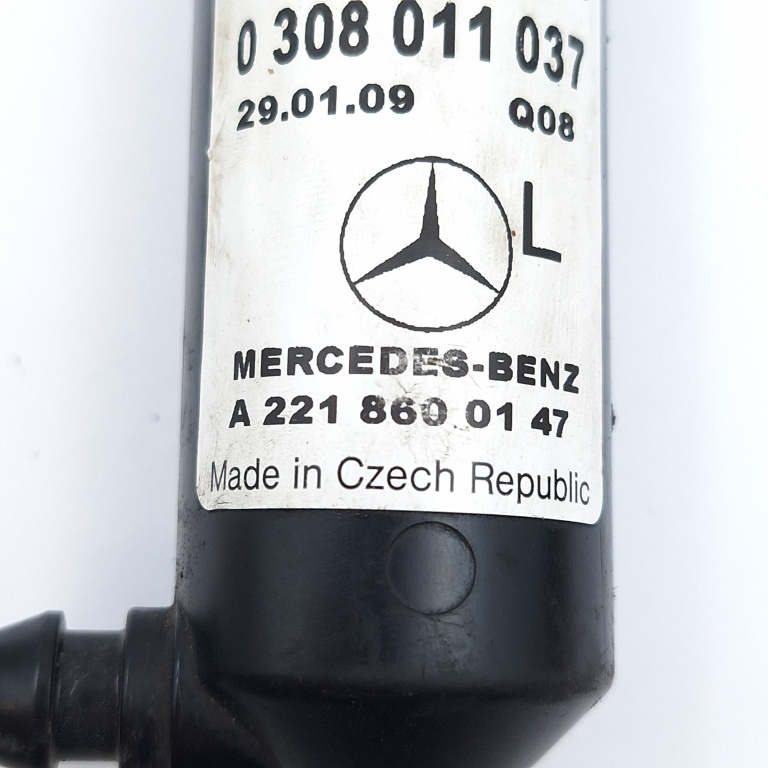 0 308 011 037
29.01.09 Q08
L
MERCEDES-BENZ
A 221 860 01 47
Made in Czech Republic